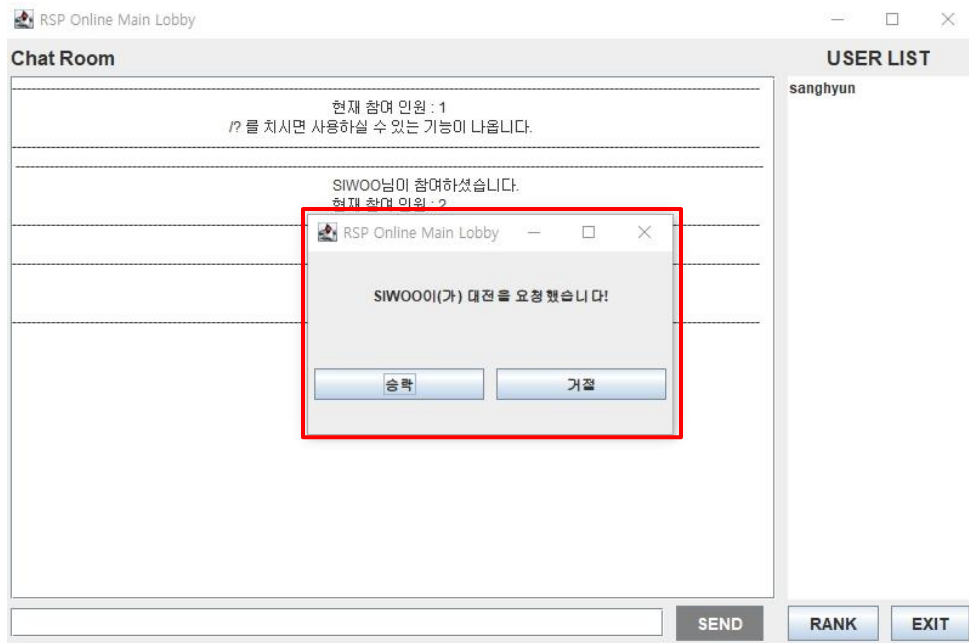 RSP Online Main Lobby
Chat Room
USER LIST
sanghyun
현재 참여 인원 : 1
/? 를 치시면 사용하실 수 있는 기능이 나옵니다.
SIWOO님이 참여하셨습니다.
현재 참여 인원 : 2
RSP Online Main Lobby
SIWOO이(가) 대전을 요청했습니다!
승락
거절
SEND
RANK
EXIT